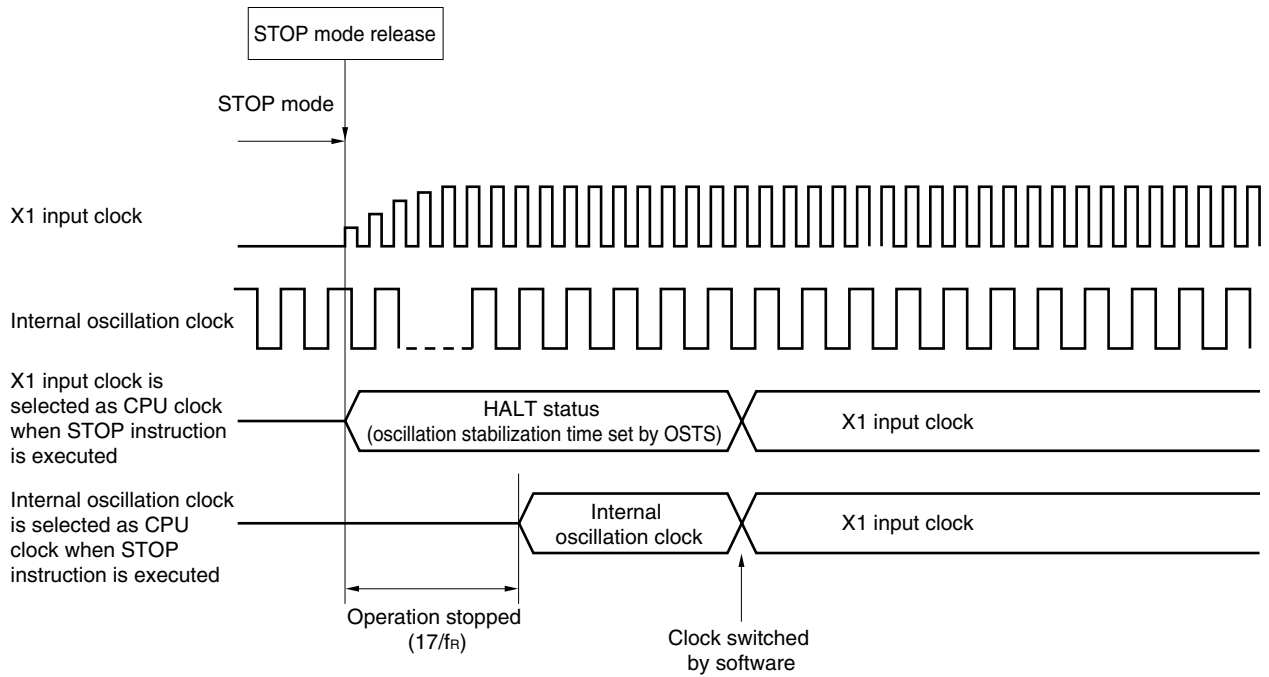 STOP mode release
STOP mode
X1 input clock
Internal oscillation clock
X1 input clock is
selected as CPU clock
when STOP instruction
is executed
HALT status
(oscillation stabilization time set by OSTS)
X1 input clock
Internal oscillation clock
is selected as CPU
clock when STOP
instruction is executed
Internal
oscillation clock
X1 input clock
Operation stopped
(17/fR)
Clock switched
by software